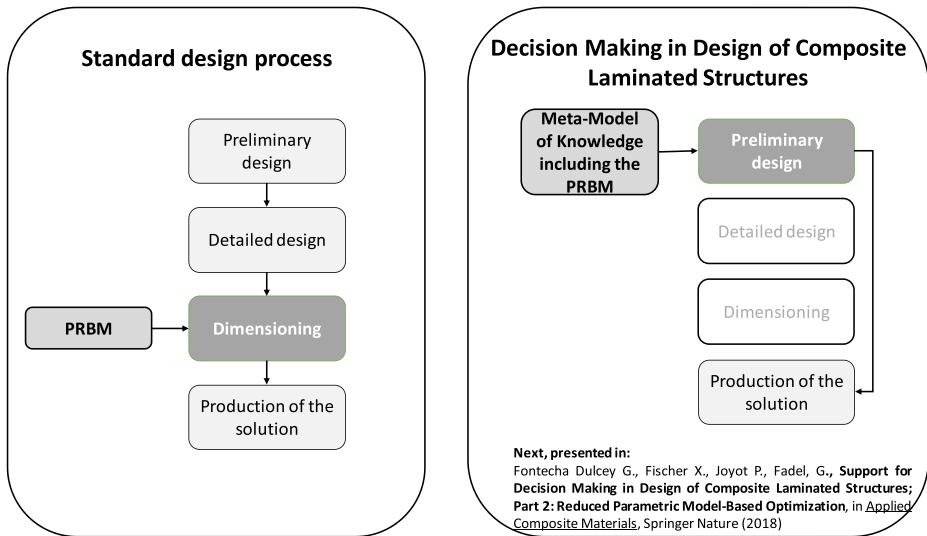 Standard design process
Preliminary
design
Detailed design
PRBM
Dimensioning
Production of the
solution
Decision Making in Design of Composite
Laminated Structures
Meta-Model
of Knowledge
including the
PRBM
Preliminary
design
Detailed design
Dimensioning
Production of the
solution
Next, presented in:
Fontecha Dulcey G., Fischer X., Joyot P., Fadel, G., Support for
Decision Making in Design of Composite Laminated Structures;
Part 2: Reduced Parametric Model-Based Optimization, in Applied
Composite Materials, Springer Nature (2018)